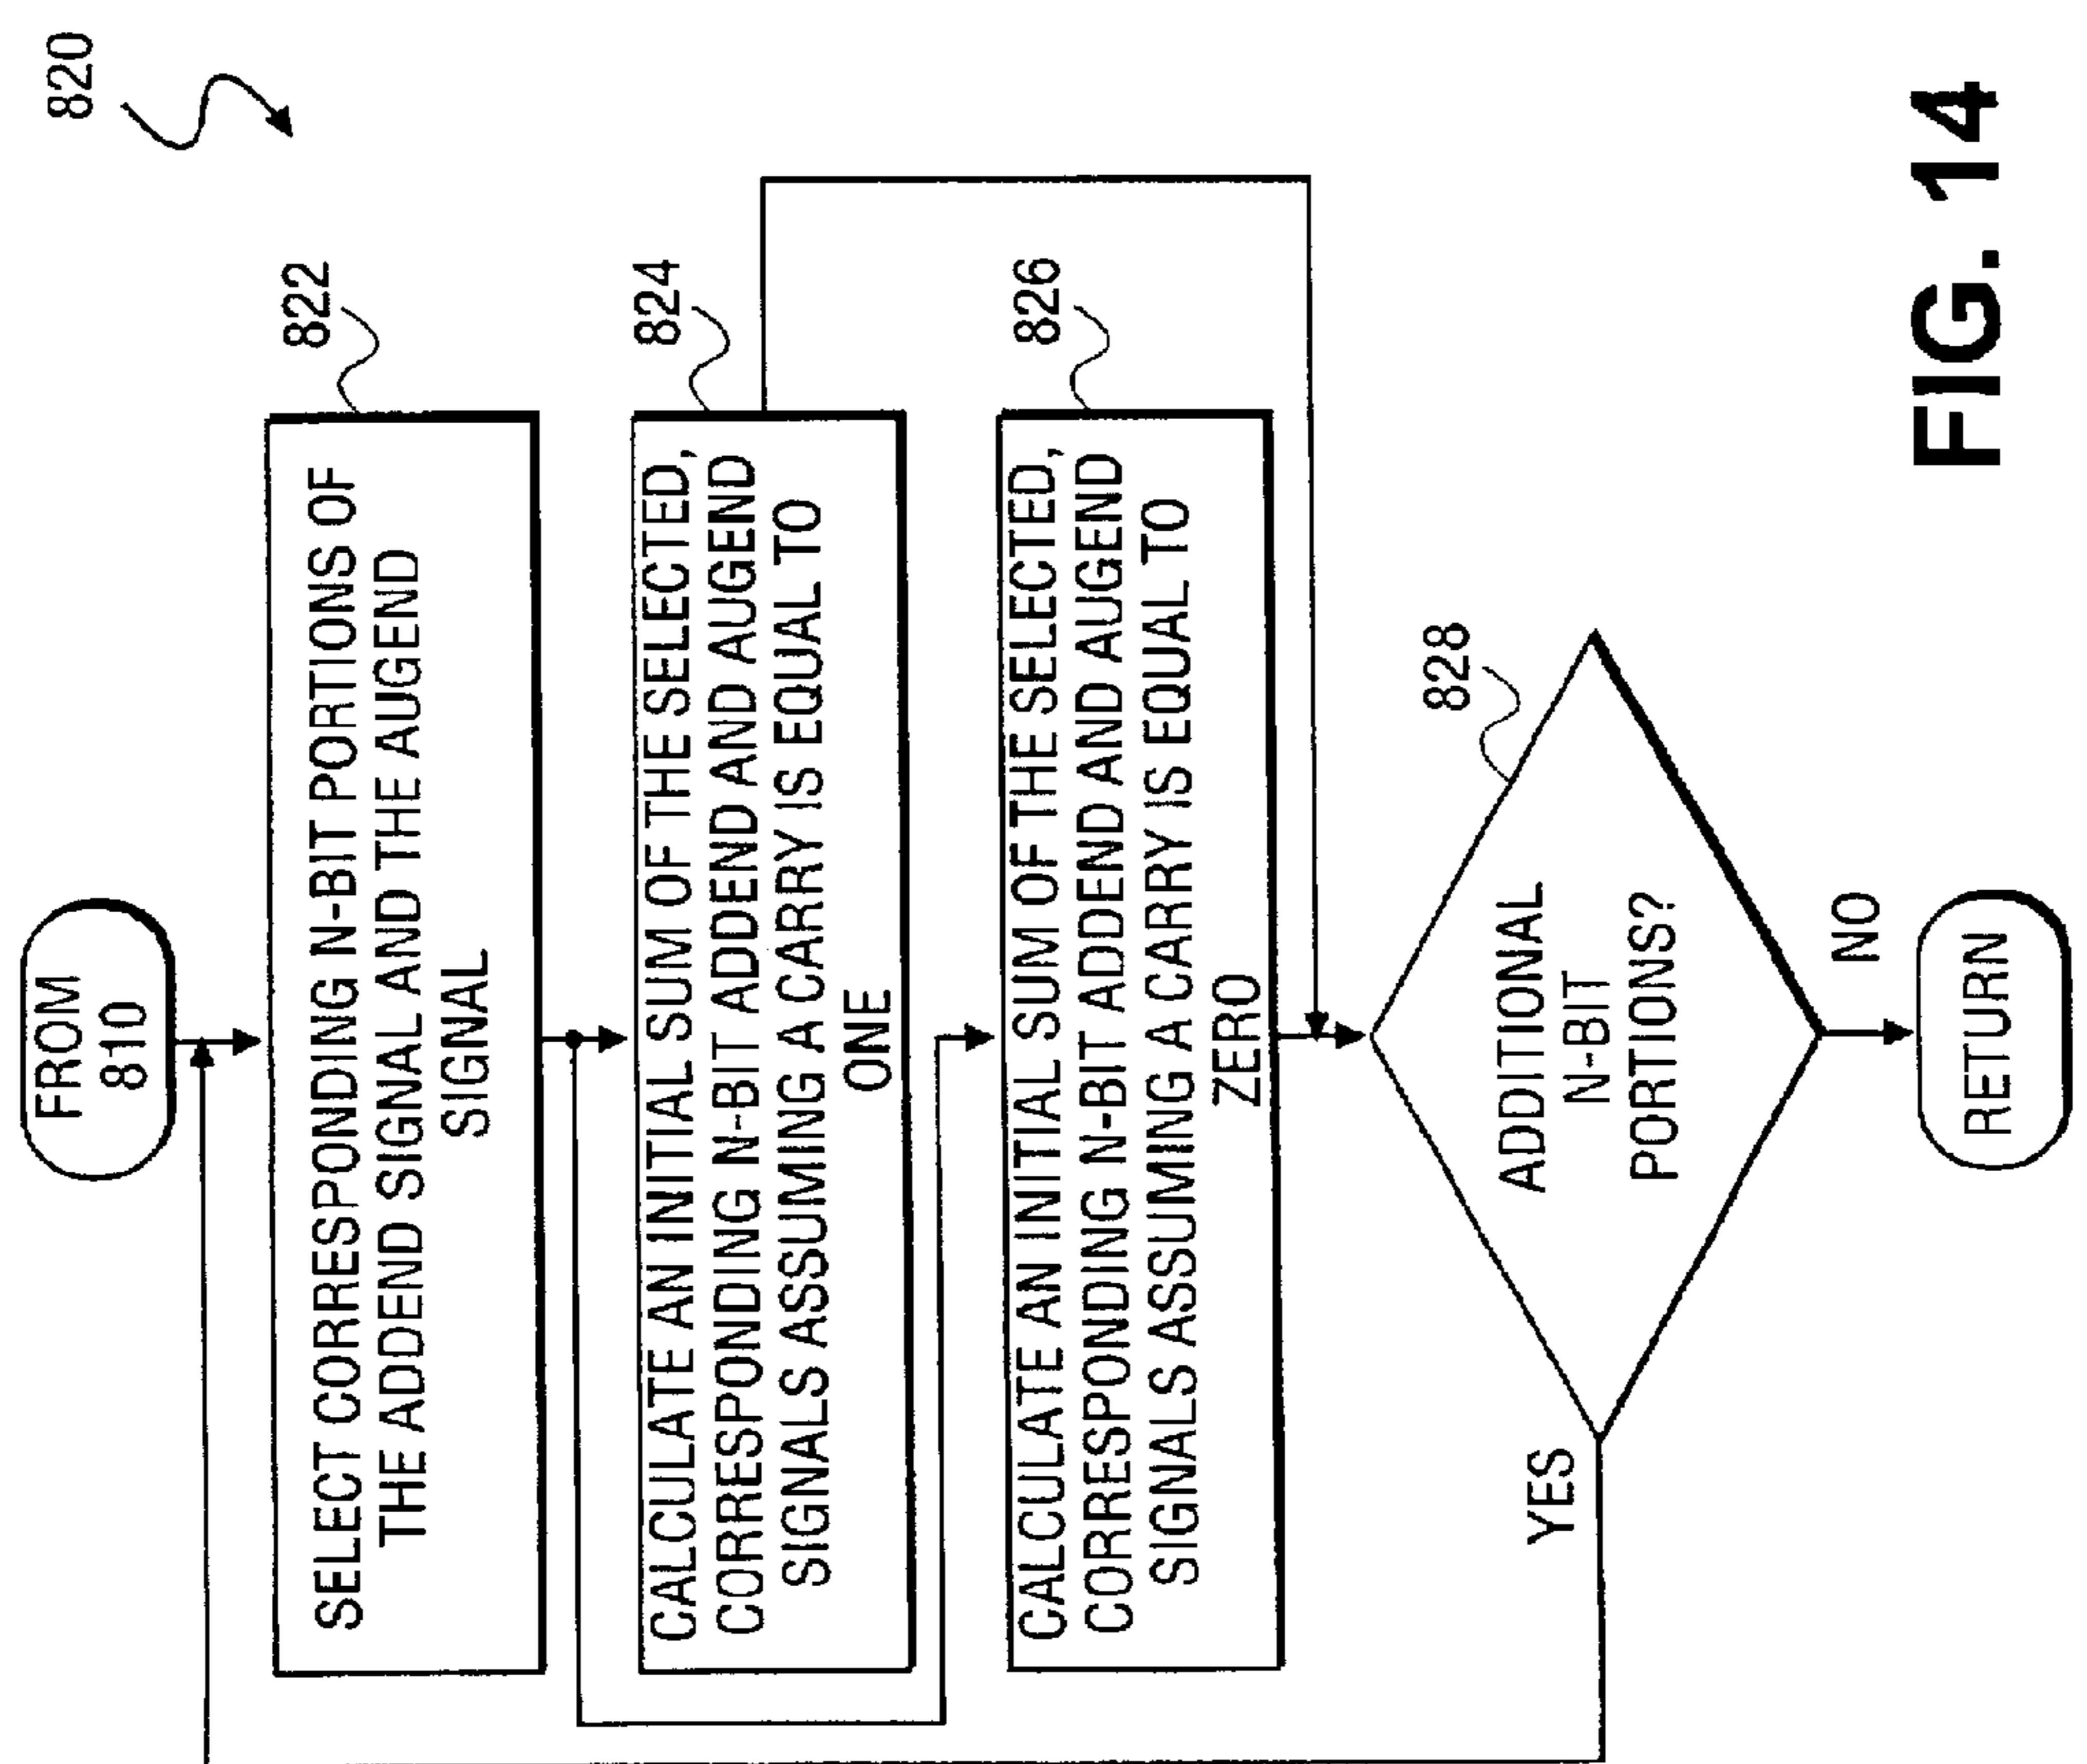 820
FROM
810
822
SELECT CORRESPONDING N-BIT PORTIONS OF
THE ADDEND SIGNAL AND THE AUGEND
SIGNAL
824
CALCULATE AN INITIAL SUM OF THE SELECTED,
CORRESPONDING N-BIT ADDEND AND AUGEND
SIGNALS ASSUMING A CARRY IS EQUAL TO
ONE
826
CALCULATE AN INITIAL SUM OF THE SELECTED,
CORRESPONDING N-BIT ADDEND AND AUGEND
SIGNALS ASSUMING A CARRY IS EQUAL TO
ZERO
828
ADDITIONAL
N-BIT
PORTIONS?
YES
NO
RETURN
FIG. 14